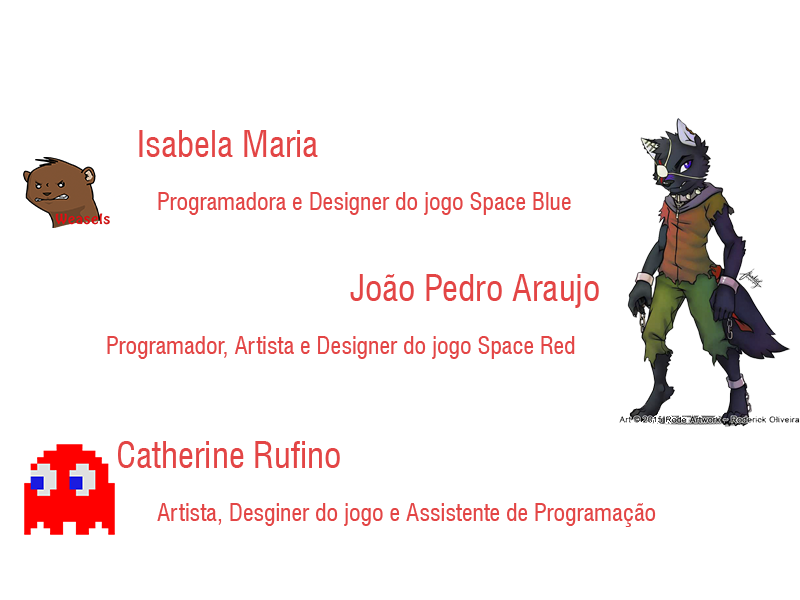 Isabela Maria
Weasels
Programadora e Designer do jogo Space Blue
João Pedro Araujo
Programador, Artista e Designer do jogo Space Red
Art © 2015 Rode Artwork - Roderick Oliveira
Catherine Rufino
Artista, Desginer do jogo e Assistente de Programação